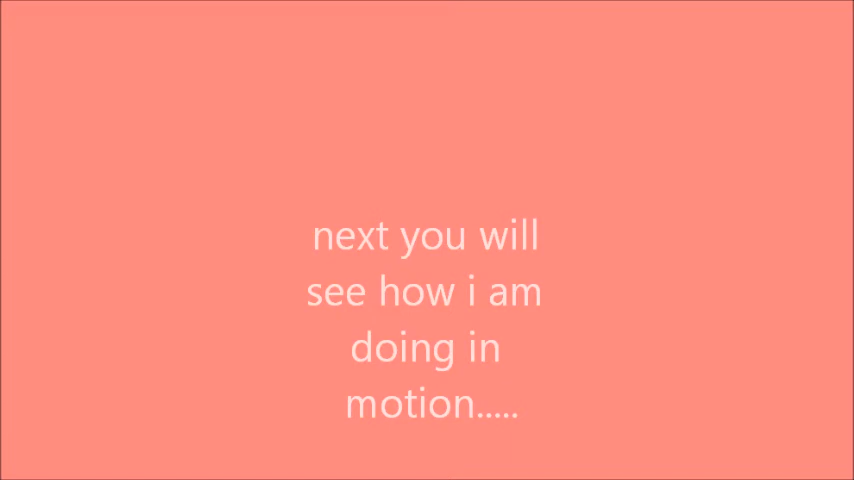 next you will
see how i am
doing in
motion.....